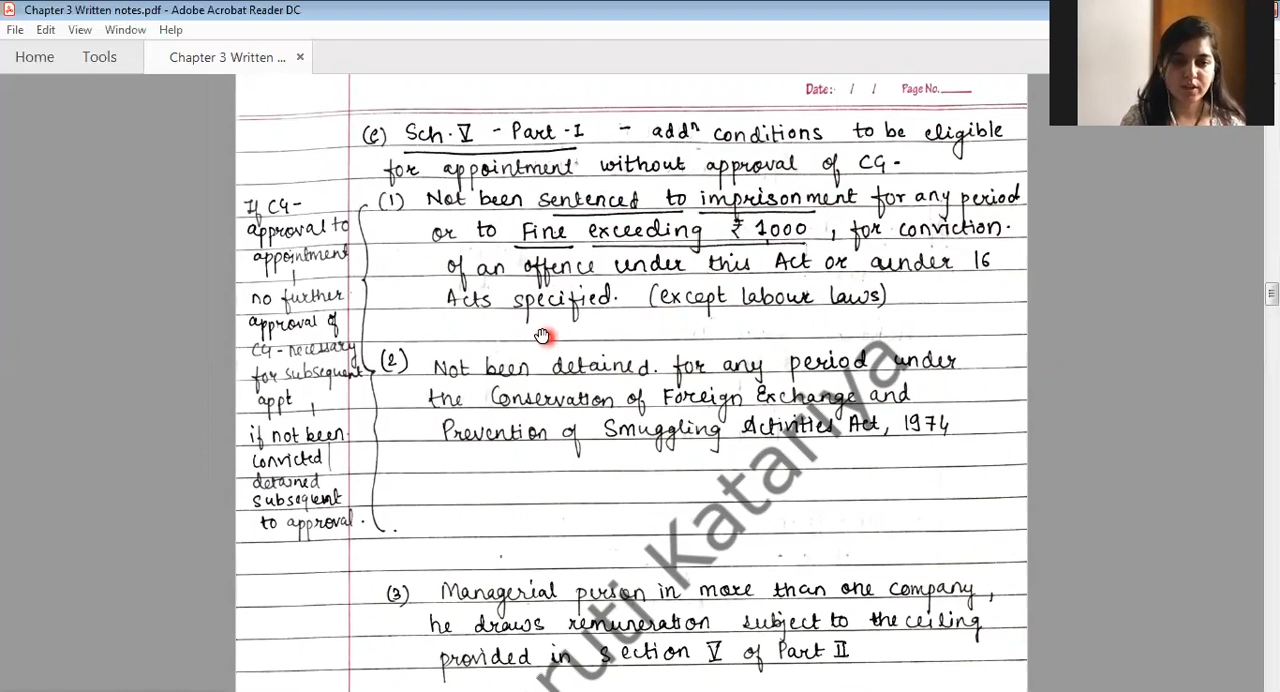 Chapter 3 Written notes.pdf - Adobe Acrobat Reader DC
File Edit View Window Help
Home Tools Chapter 3 Written ... ×
Date: / / Page No.
(c) Sch. V - Part - I - addn conditions to be eligible
for appointment without approval of CG -
(1) Not been sentenced to imprisonment for any period
or to Fine exceeding ₹ 1000 , for conviction.
of an offence under this Act or under 16
Acts specified. (except labour laws)
If CG -
approval to
appointment
no further
approval of
CG - necessary
for subsequent
appt
if not been
convicted
detained
subsequent
to approval.
(2) Not been detained. for any period under
the Conservation of Foreign Exchange and
Prevention of Smuggling Activities Act, 1974
(3) Managerial person in more than one company,
he draws remuneration subject to the ceiling
provided in section V of Part II
ruti Katariya